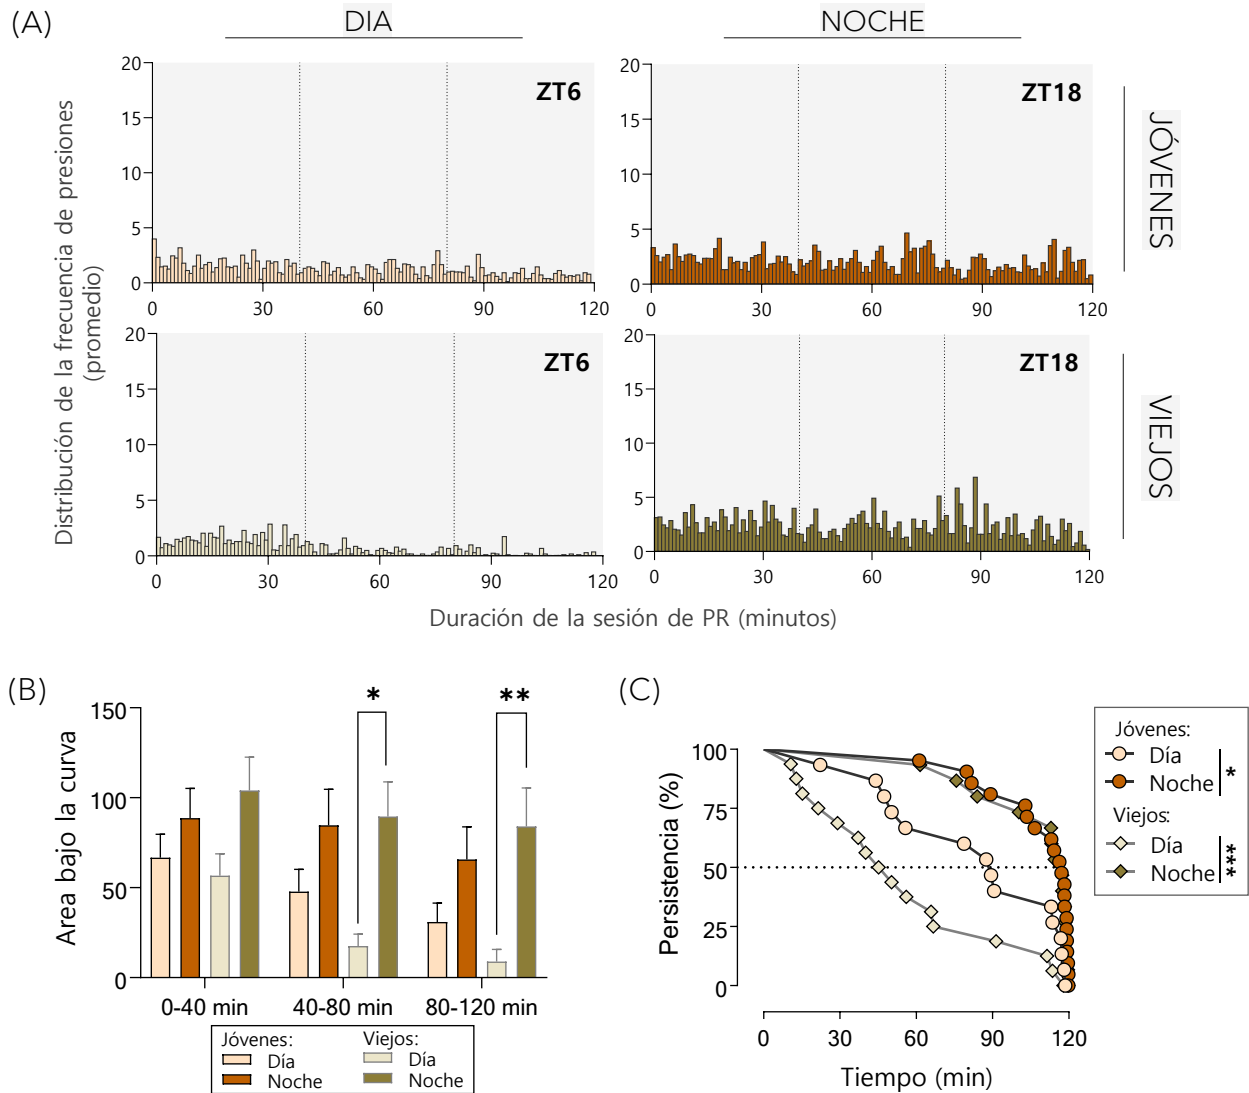 (A)
DIA
NOCHE
Distribución de la frecuencia de presiones
(promedio)
20
15
10
5
0
ZT6
0 30 60 90 120
20
15
10
5
0
ZT18
0 30 60 90 120
JÓVENES
20
15
10
5
0
ZT6
0 30 60 90 120
20
15
10
5
0
ZT18
0 30 60 90 120
VIEJOS
Duración de la sesión de PR (minutos)
(B)
Area bajo la curva
150
100
50
0
*
**
0-40 min 40-80 min 80-120 min
Jóvenes: Viejos:
Día Día
Noche Noche
(C)
Persistencia (%)
100
75
50
25
0
0 30 60 90 120
Tiempo (min)
Jóvenes:
Día
Noche
*
Viejos:
Día
Noche
***